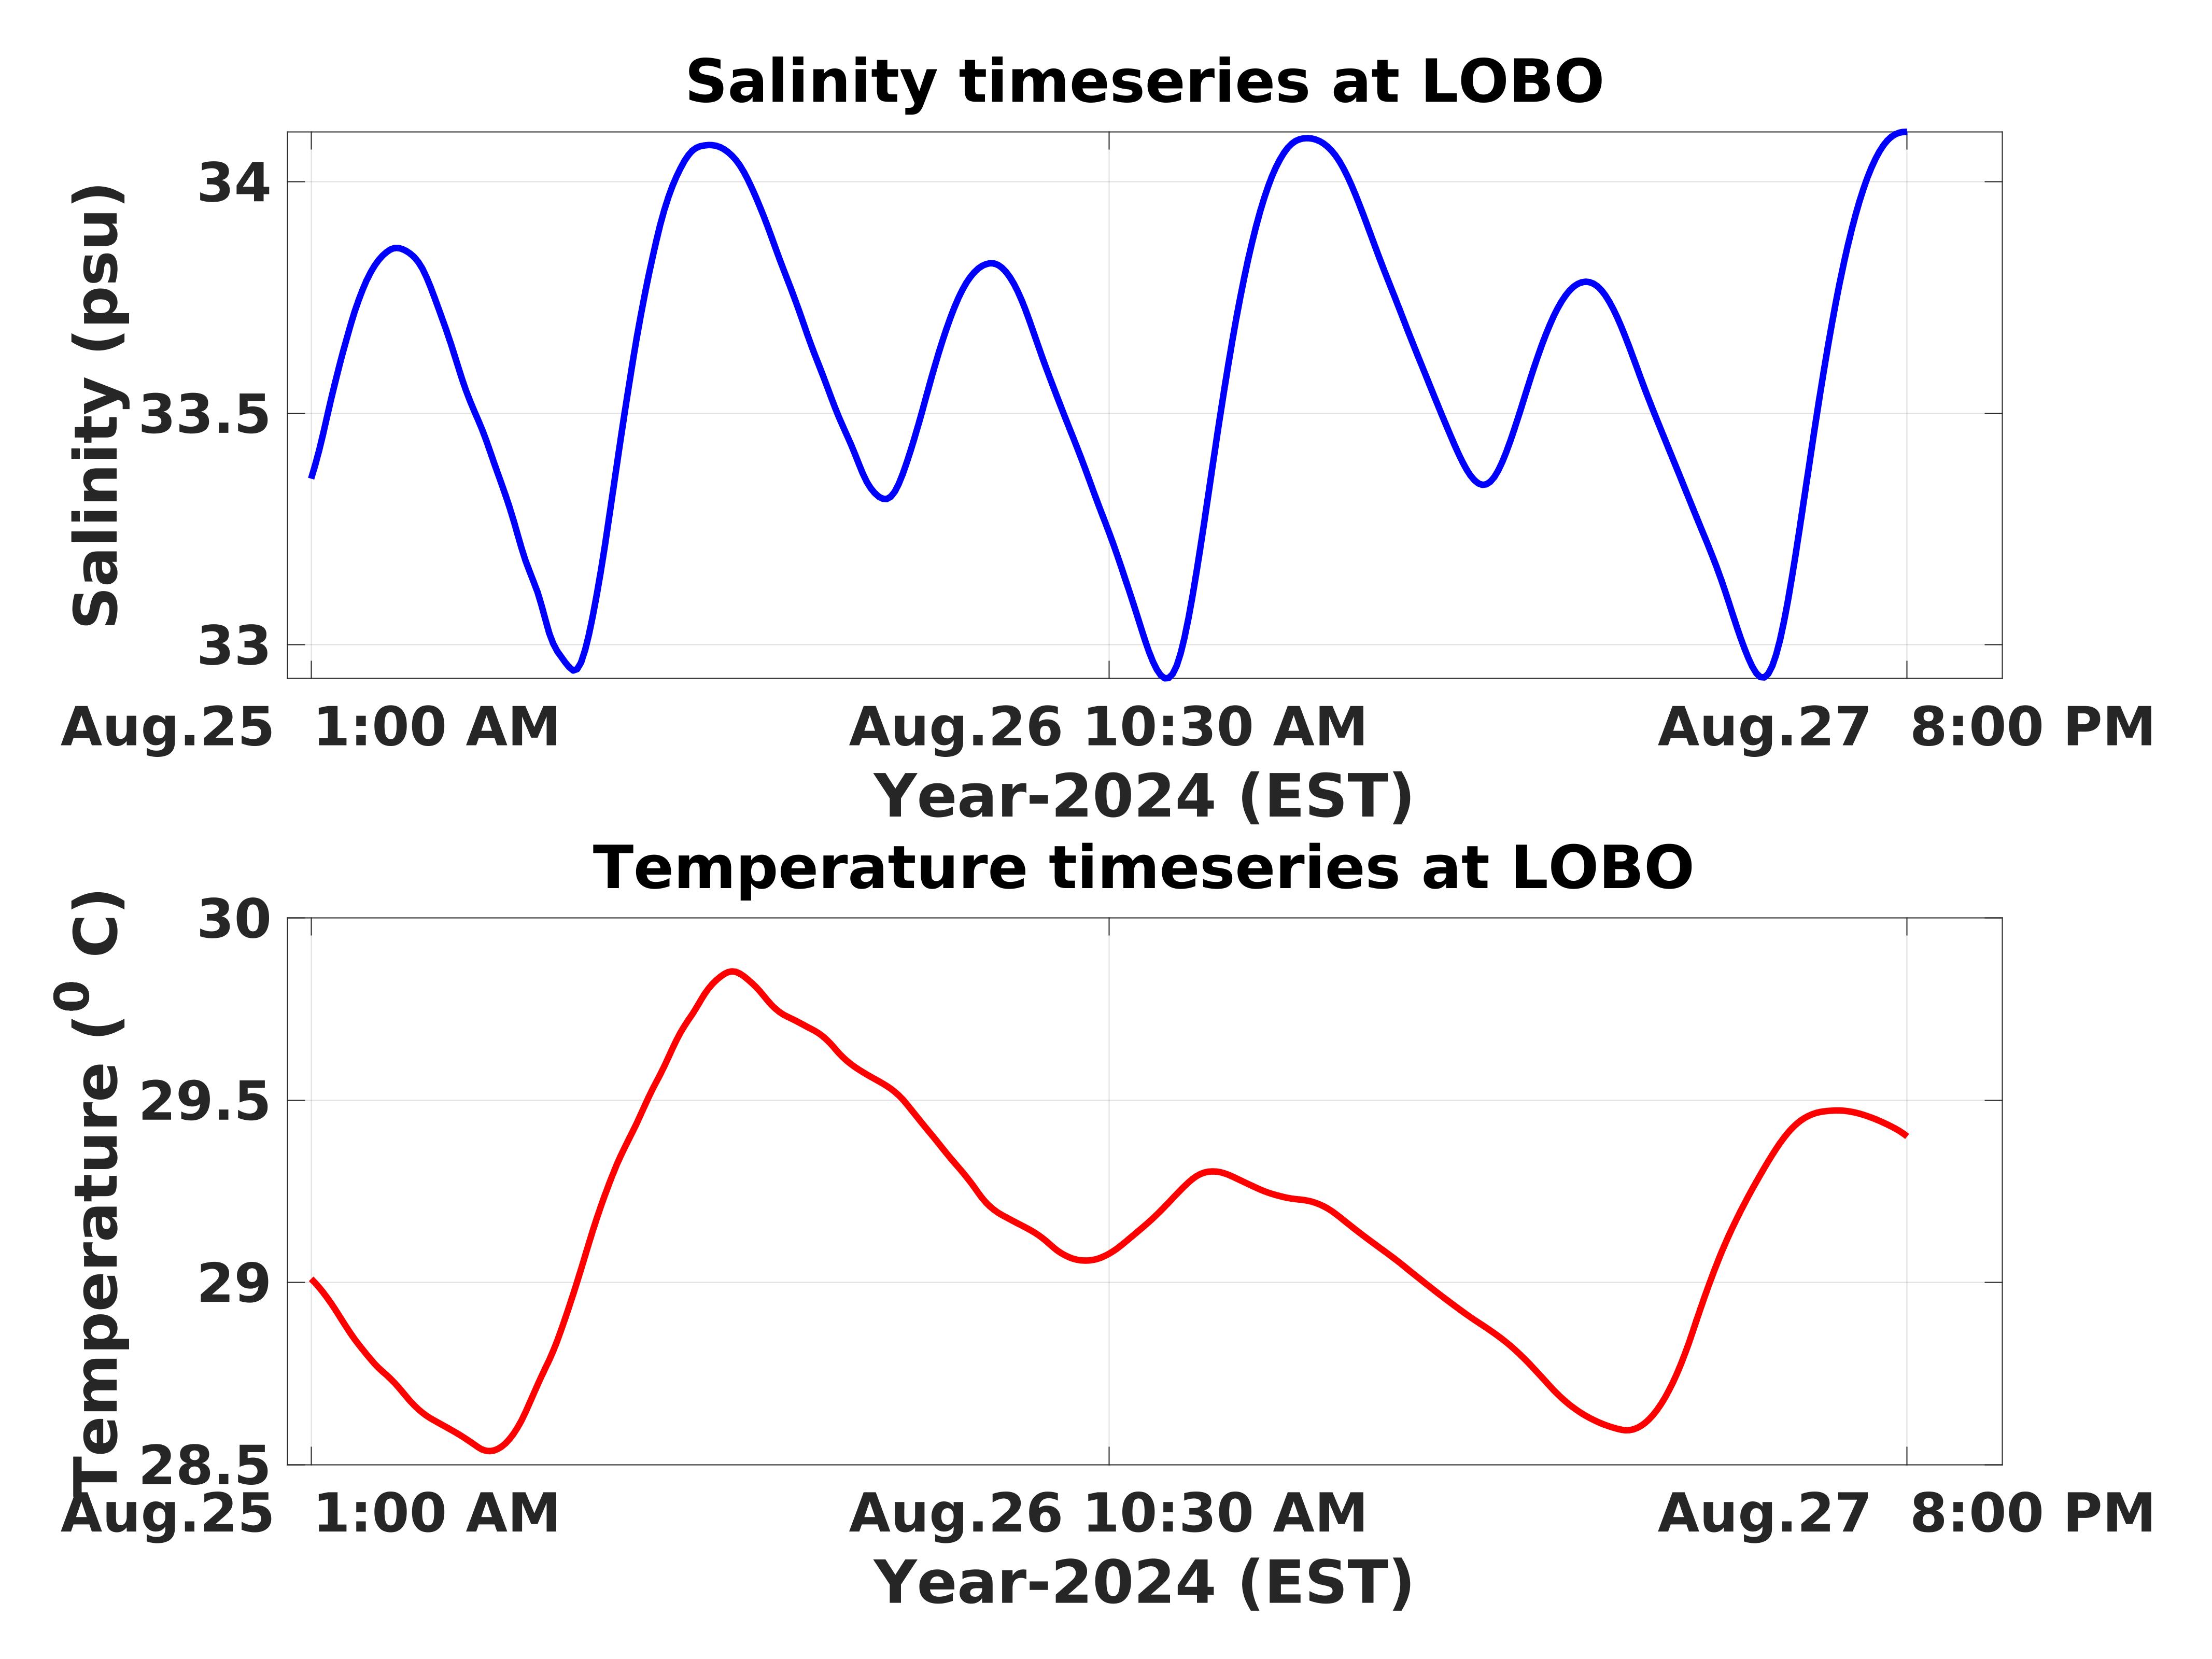 Salinity timeseries at LOBO
Salinity (psu)
34
33.5
33
Aug.25  1:00 AM
Aug.26 10:30 AM
Aug.27  8:00 PM
Year-2024 (EST)
Temperature timeseries at LOBO
Temperature (⁰ C)
30
29.5
29
28.5
Aug.25  1:00 AM
Aug.26 10:30 AM
Aug.27  8:00 PM
Year-2024 (EST)